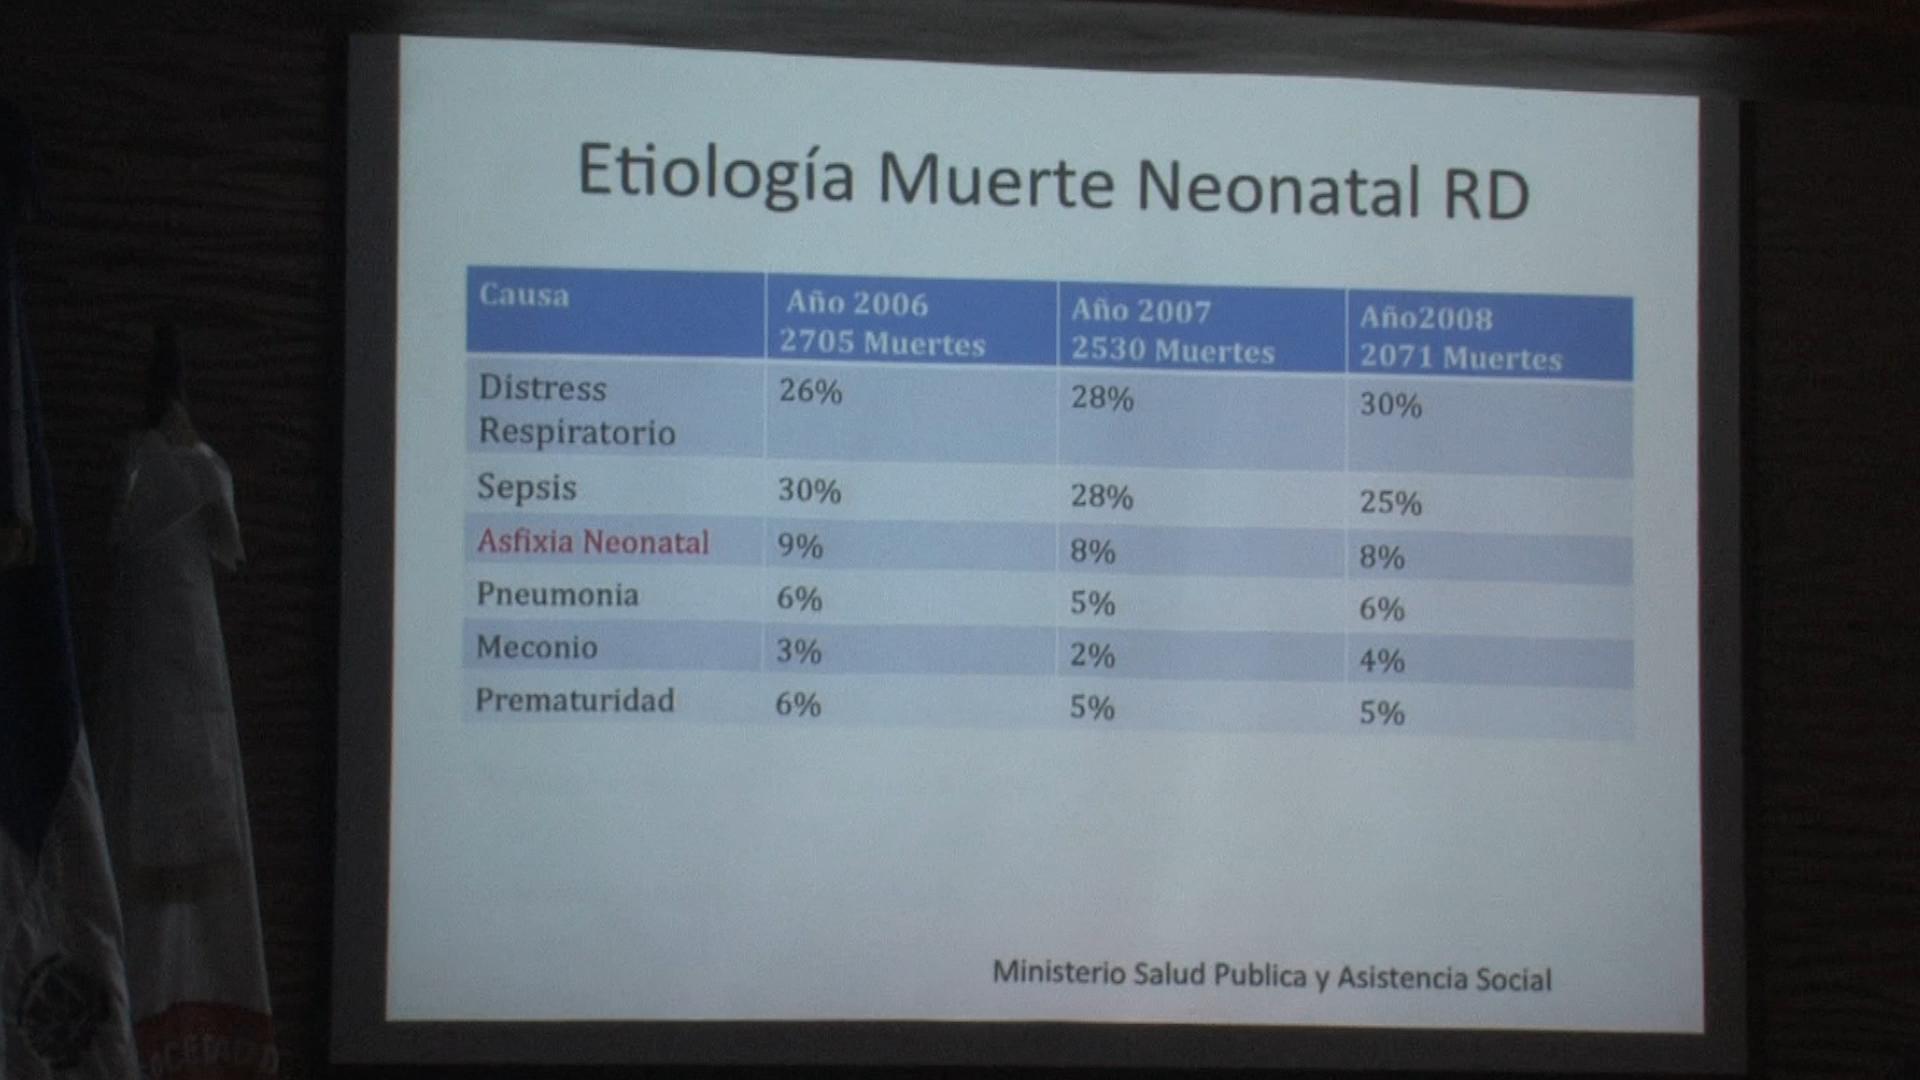 Etiología Muerte Neonatal RD
Causa
Año 2006
2705 Muertes
Año 2007
2530 Muertes
Año2008
2071 Muertes
Distress
Respiratorio
26%
28%
30%
Sepsis
30%
28%
25%
Asfixia Neonatal
9%
8%
8%
Pneumonia
6%
5%
6%
Meconio
3%
2%
4%
Prematuridad
6%
5%
5%
Ministerio Salud Publica y Asistencia Social